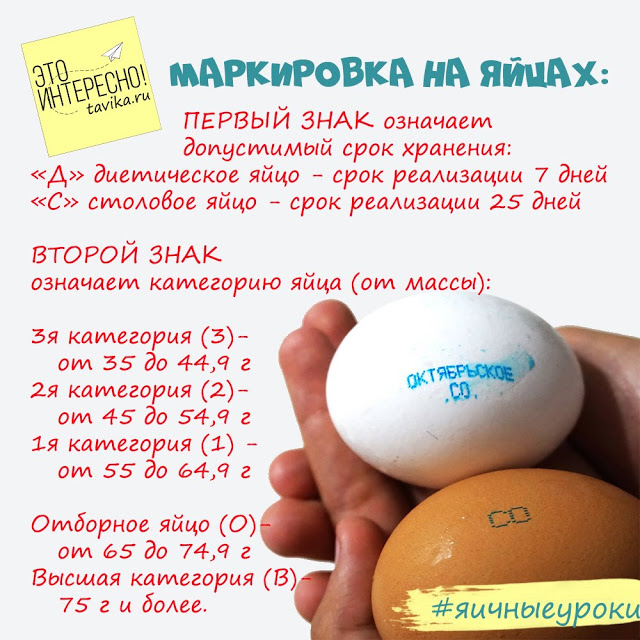 ЭТО
ИНТЕРЕСНО!
tavika.ru
МАРКИРОВКА НА ЯЙЦАХ:
ПЕРВЫЙ ЗНАК означает
допустимый срок хранения:
«Д» диетическое яйцо - срок реализации 7 дней
«С» столовое яйцо - срок реализации 25 дней
ВТОРОЙ ЗНАК
означает категорию яйца (от массы):
3я категория (3)-
от 35 до 44,9 г
2я категория (2)-
от 45 до 54,9 г
1я категория (1) -
от 55 до 64,9 г
Отборное яйцо (О)-
от 65 до 74,9 г
Высшая категория (В)-
75 г и более.
ОКТЯБРЬСКОЕ
.СО.
СО
#яичныеуроки